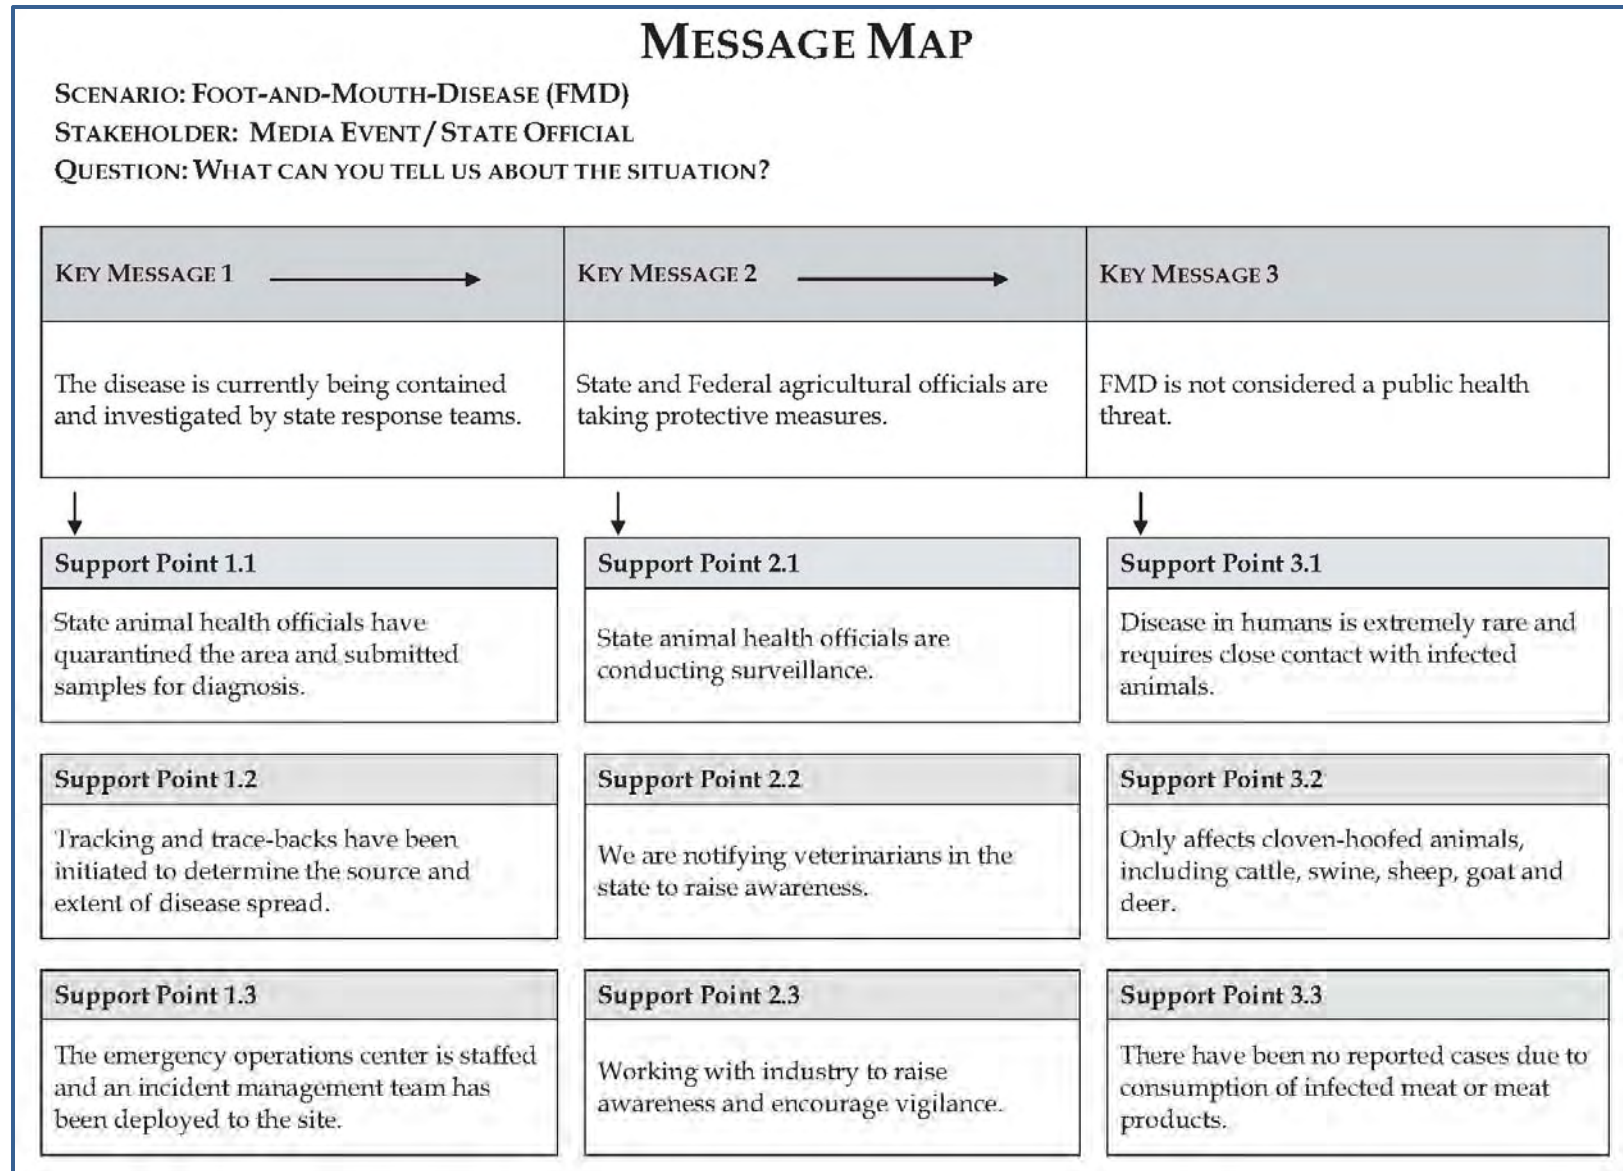 MESSAGE MAP
SCENARIO: FOOT-AND-MOUTH-DISEASE (FMD)
STAKEHOLDER: MEDIA EVENT/STATE OFFICIAL
QUESTION: WHAT CAN YOU TELL US ABOUT THE SITUATION?
KEY MESSAGE 1
KEY MESSAGE 2
KEY MESSAGE 3
The disease is currently being contained
and investigated by state response teams.
State and Federal agricultural officials are
taking protective measures.
FMD is not considered a public health
threat.
Support Point 1.1
State animal health officials have
quarantined the area and submitted
samples for diagnosis.
Support Point 2.1
State animal health officials are
conducting surveillance.
Support Point 3.1
Disease in humans is extremely rare and
requires close contact with infected
animals.
Support Point 1.2
Tracking and trace-backs have been
initiated to determine the source and
extent of disease spread.
Support Point 2.2
We are notifying veterinarians in the
state to raise awareness.
Support Point 3.2
Only affects cloven-hoofed animals,
including cattle, swine, sheep, goat and
deer.
Support Point 1.3
The emergency operations center is staffed
and an incident management team has
been deployed to the site.
Support Point 2.3
Working with industry to raise
awareness and encourage vigilance.
Support Point 3.3
There have been no reported cases due to
consumption of infected meat or meat
products.